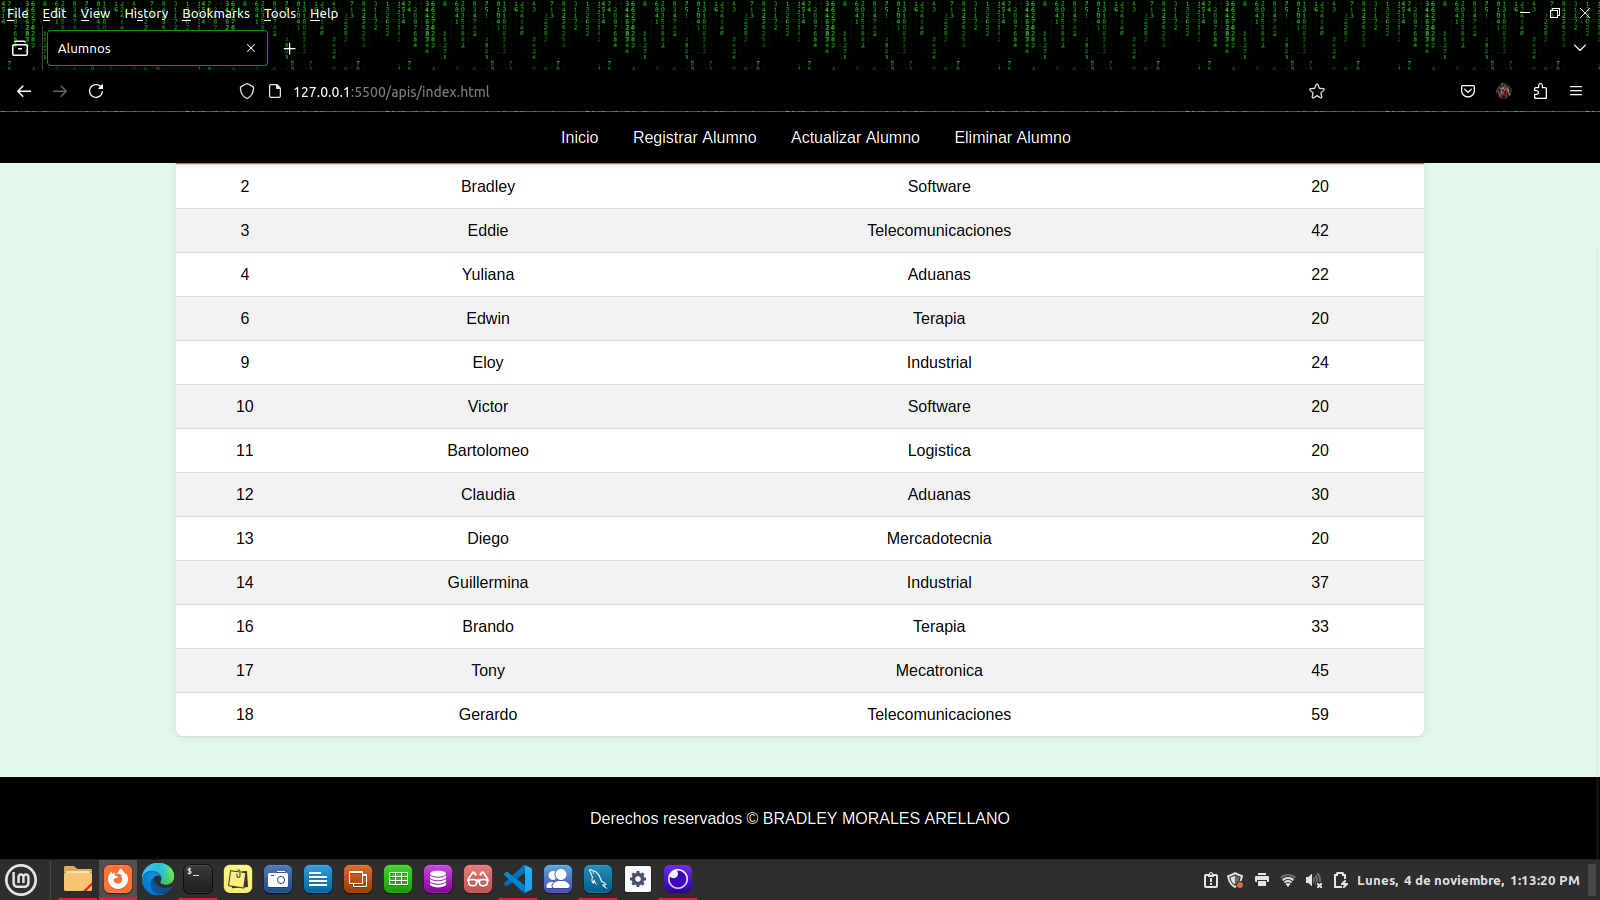 File Edit View History Bookmarks Tools Help
Alumnos
127.0.0.1:5500/apis/index.html
Inicio Registrar Alumno Actualizar Alumno Eliminar Alumno
2 Bradley Software 20
3 Eddie Telecomunicaciones 42
4 Yuliana Aduanas 22
6 Edwin Terapia 20
9 Eloy Industrial 24
10 Victor Software 20
11 Bartolomeo Logistica 20
12 Claudia Aduanas 30
13 Diego Mercadotecnia 20
14 Guillermina Industrial 37
16 Brando Terapia 33
17 Tony Mecatronica 45
18 Gerardo Telecomunicaciones 59
Derechos reservados © BRADLEY MORALES ARELLANO
Lunes, 4 de noviembre, 1:13:20 PM